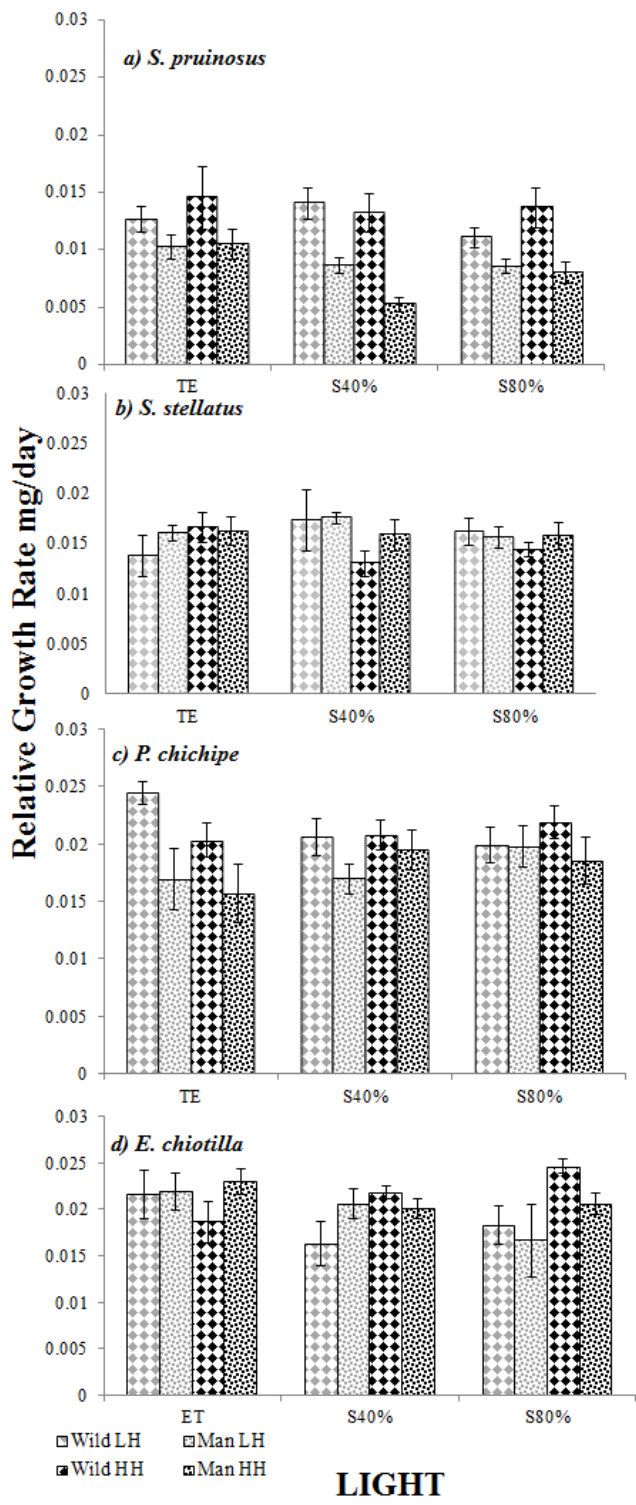 Relative Growth Rate mg/day
0.03
0.025
0.02
0.015
0.01
0.005
0
a) S. pruinosus
TE S40% S80%
0.03
0.025
0.02
0.015
0.01
0.005
0
b) S. stellatus
TE S40% S80%
0.03
0.025
0.02
0.015
0.01
0.005
0
c) P. chichipe
TE S40% S80%
0.03
0.025
0.02
0.015
0.01
0.005
0
d) E. chiotilla
ET S40% S80%
Wild LH Man LH
Wild HH Man HH
LIGHT